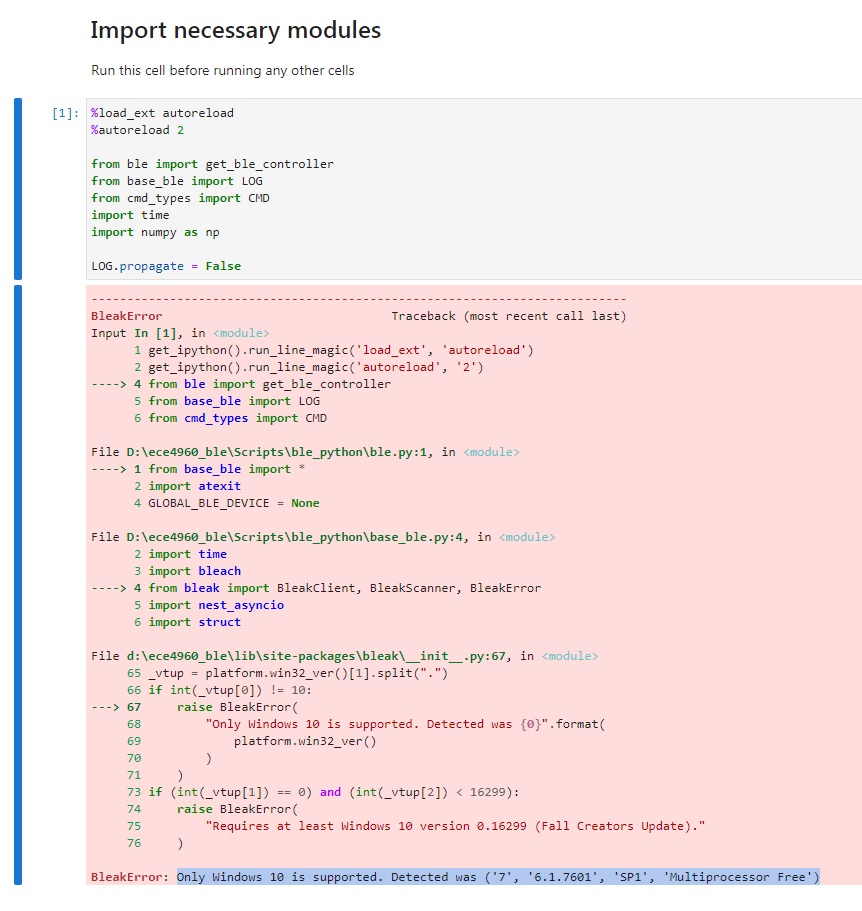 Import necessary modules
Run this cell before running any other cells
[1]: %load_ext autoreload
%autoreload 2
from ble import get_ble_controller
from base_ble import LOG
from cmd_types import CMD
import time
import numpy as np
LOG.propagate = False
---------------------------------------------------------------------------
BleakError                                Traceback (most recent call last)
Input In [1], in <module>
      1 get_ipython().run_line_magic('load_ext', 'autoreload')
      2 get_ipython().run_line_magic('autoreload', '2')
----> 4 from ble import get_ble_controller
      5 from base_ble import LOG
      6 from cmd_types import CMD
File D:\ece4960_ble\Scripts\ble_python\ble.py:1, in <module>
----> 1 from base_ble import *
      2 import atexit
      4 GLOBAL_BLE_DEVICE = None
File D:\ece4960_ble\Scripts\ble_python\base_ble.py:4, in <module>
      2 import time
      3 import bleach
----> 4 from bleak import BleakClient, BleakScanner, BleakError
      5 import nest_asyncio
      6 import struct
File d:\ece4960_ble\lib\site-packages\bleak\__init__.py:67, in <module>
     65 _vtup = platform.win32_ver()[1].split(".")
     66 if int(_vtup[0]) != 10:
---> 67     raise BleakError(
     68         "Only Windows 10 is supported. Detected was {0}".format(
     69             platform.win32_ver()
     70         )
     71     )
     73 if (int(_vtup[1]) == 0) and (int(_vtup[2]) < 16299):
     74     raise BleakError(
     75         "Requires at least Windows 10 version 0.16299 (Fall Creators Update)."
     76     )
BleakError: Only Windows 10 is supported. Detected was ('7', '6.1.7601', 'SP1', 'Multiprocessor Free')